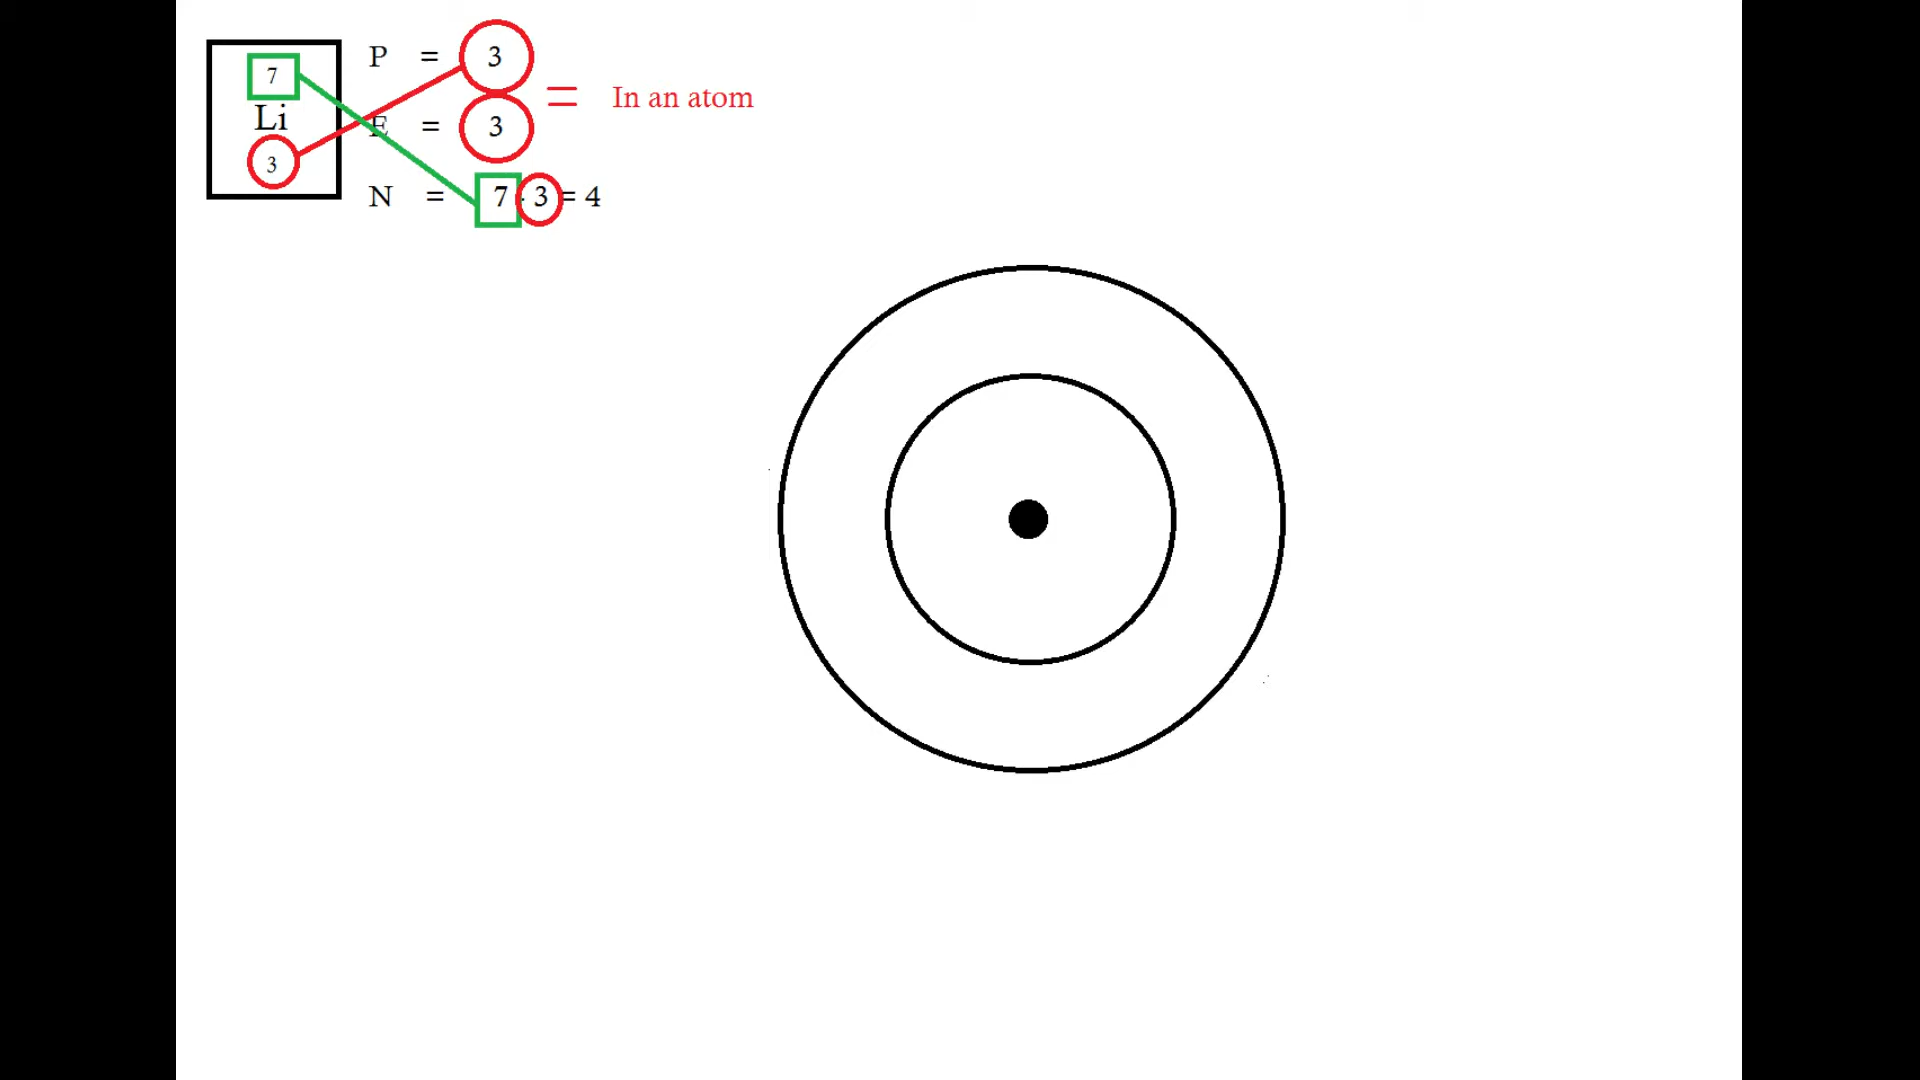 7
Li
3
P = 3
E = 3
= In an atom
N = 7 - 3 = 4